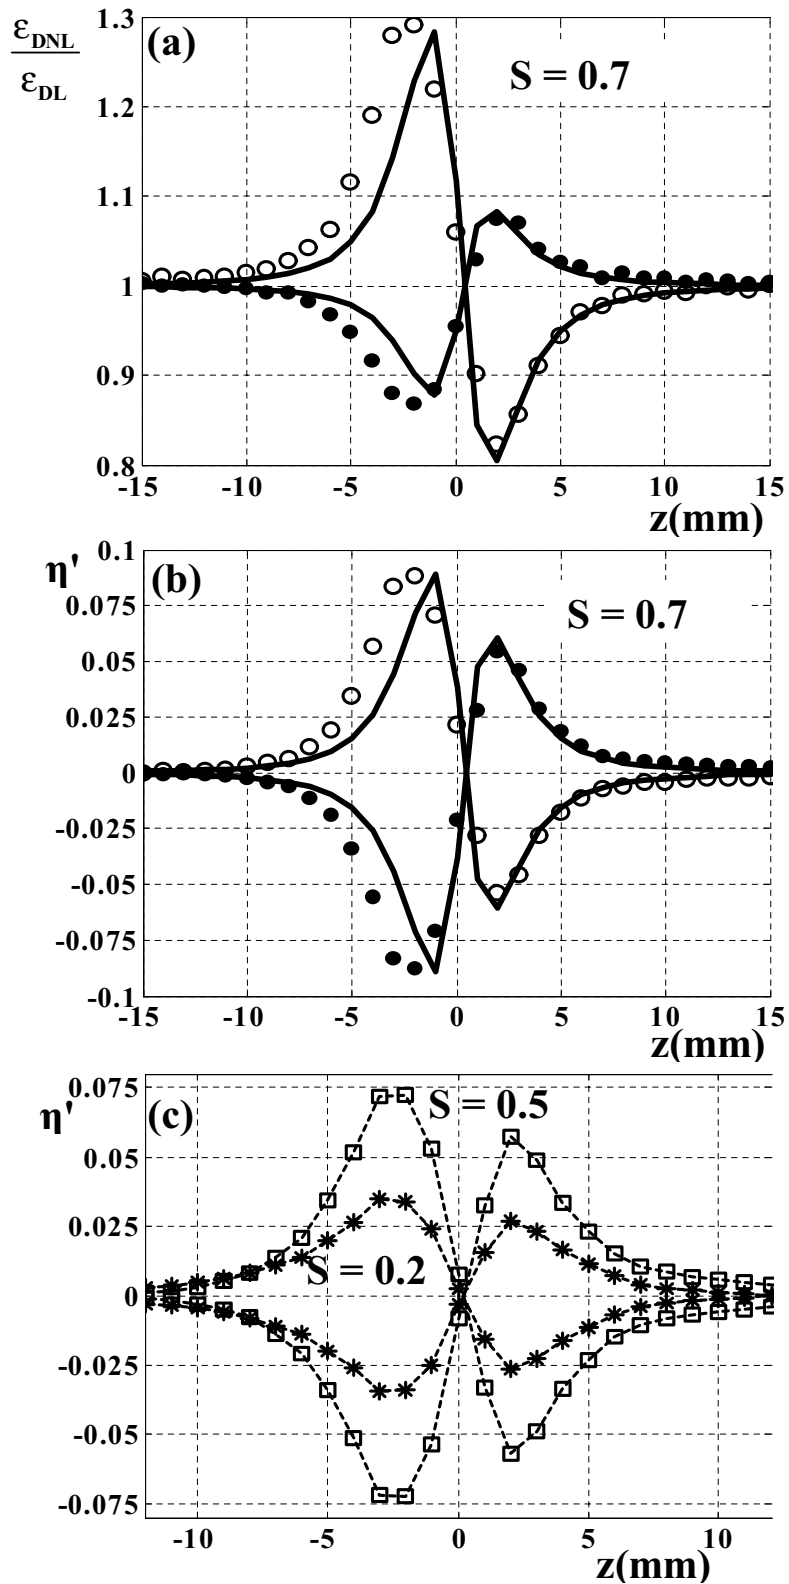 1.3
εDNL
εDL
(a)
S = 0.7
1.2
1.1
1
0.9
0.8
-15 -10 -5 0 5 10 15
z(mm)
0.1
η'
(b)
0.075
S = 0.7
0.05
0.025
0
-0.025
-0.05
-0.075
-0.1
-15 -10 -5 0 5 10 15
z(mm)
0.075
η'
(c)
S = 0.5
0.05
0.025
S = 0.2
0
-0.025
-0.05
-0.075
-10 -5 0 5 10
z(mm)